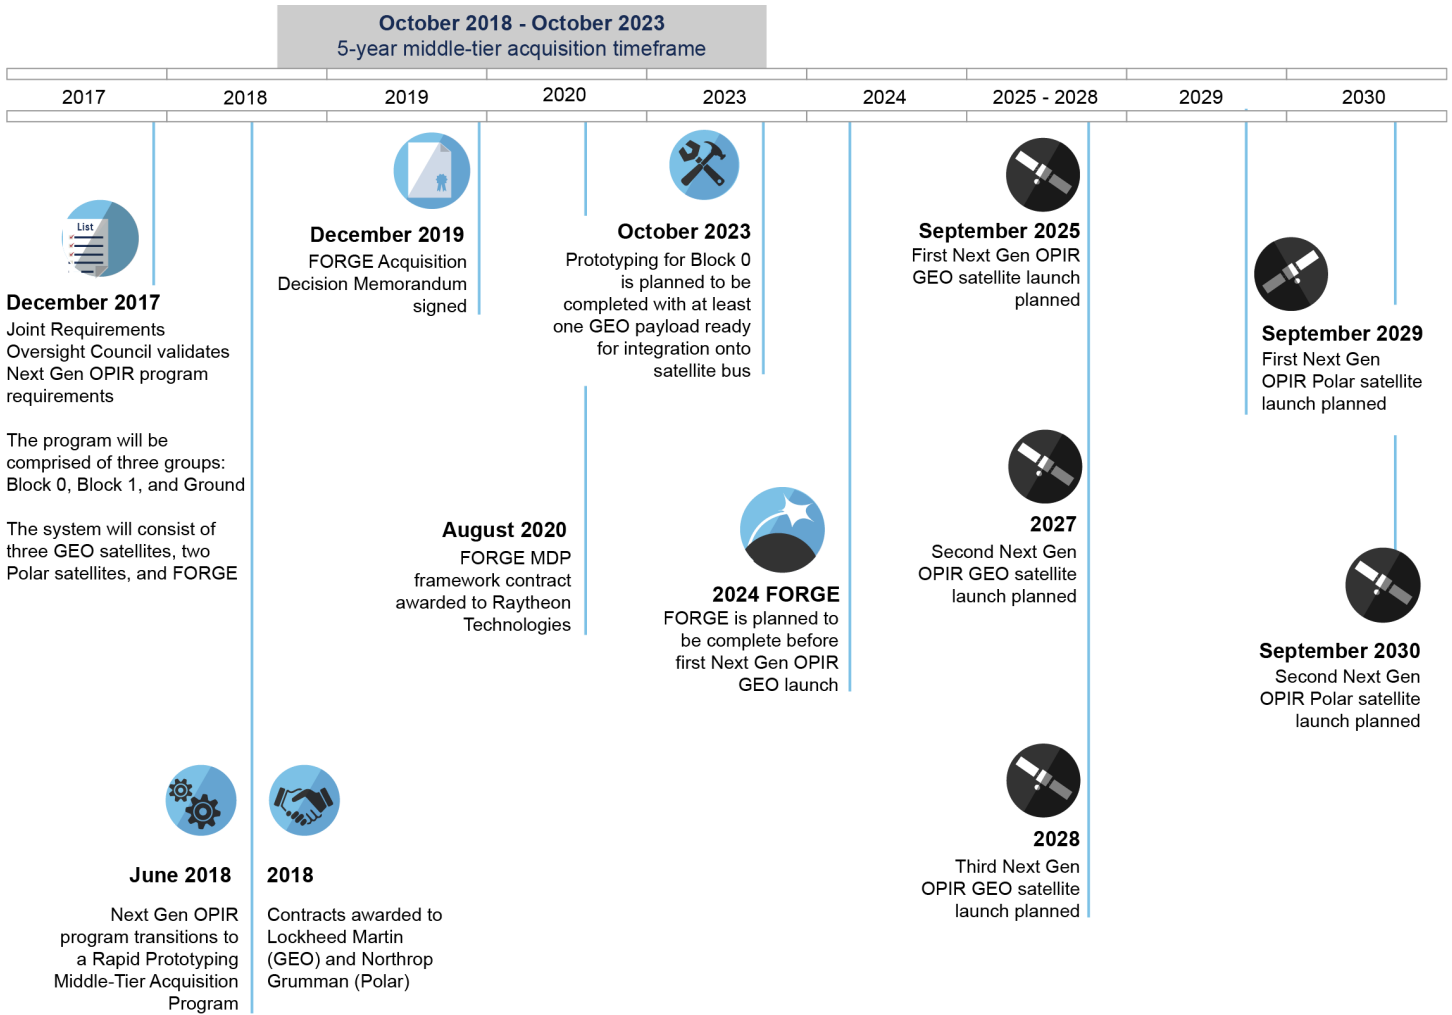 October 2018 - October 2023
5-year middle-tier acquisition timeframe
2017
2018
2019
2020
2023
2024
2025 - 2028
2029
2030
List
December 2017
Joint Requirements
Oversight Council validates
Next Gen OPIR program
requirements
The program will be
comprised of three groups:
Block 0, Block 1, and Ground
The system will consist of
three GEO satellites, two
Polar satellites, and FORGE
June 2018
Next Gen OPIR
program transitions to
a Rapid Prototyping
Middle-Tier Acquisition
Program
2018
Contracts awarded to
Lockheed Martin
(GEO) and Northrop
Grumman (Polar)
December 2019
FORGE Acquisition
Decision Memorandum
signed
August 2020
FORGE MDP
framework contract
awarded to Raytheon
Technologies
October 2023
Prototyping for Block 0
is planned to be
completed with at least
one GEO payload ready
for integration onto
satellite bus
2024 FORGE
FORGE is planned to
be complete before
first Next Gen OPIR
GEO launch
September 2025
First Next Gen OPIR
GEO satellite launch
planned
2027
Second Next Gen
OPIR GEO satellite
launch planned
2028
Third Next Gen
OPIR GEO satellite
launch planned
September 2029
First Next Gen
OPIR Polar satellite
launch planned
September 2030
Second Next Gen
OPIR Polar satellite
launch planned